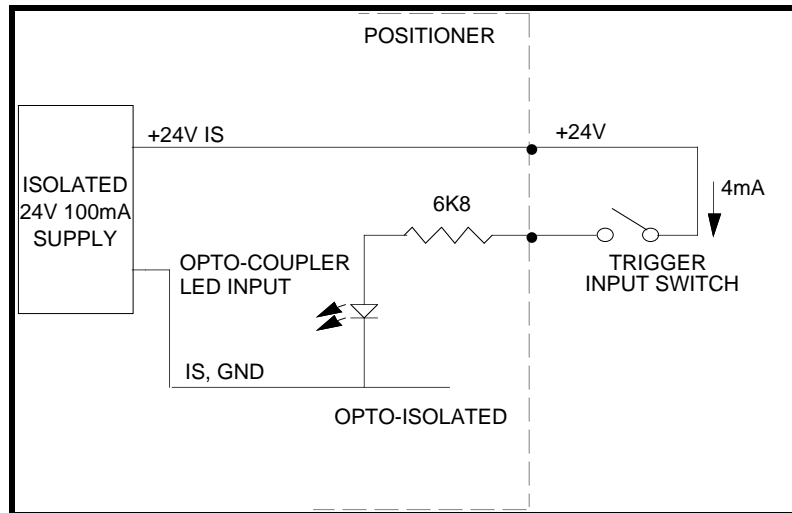 POSITIONER
+24V IS
+24V
ISOLATED
24V 100mA
SUPPLY
4mA
6K8
OPTO-COUPLER
LED INPUT
TRIGGER
INPUT SWITCH
IS, GND
OPTO-ISOLATED